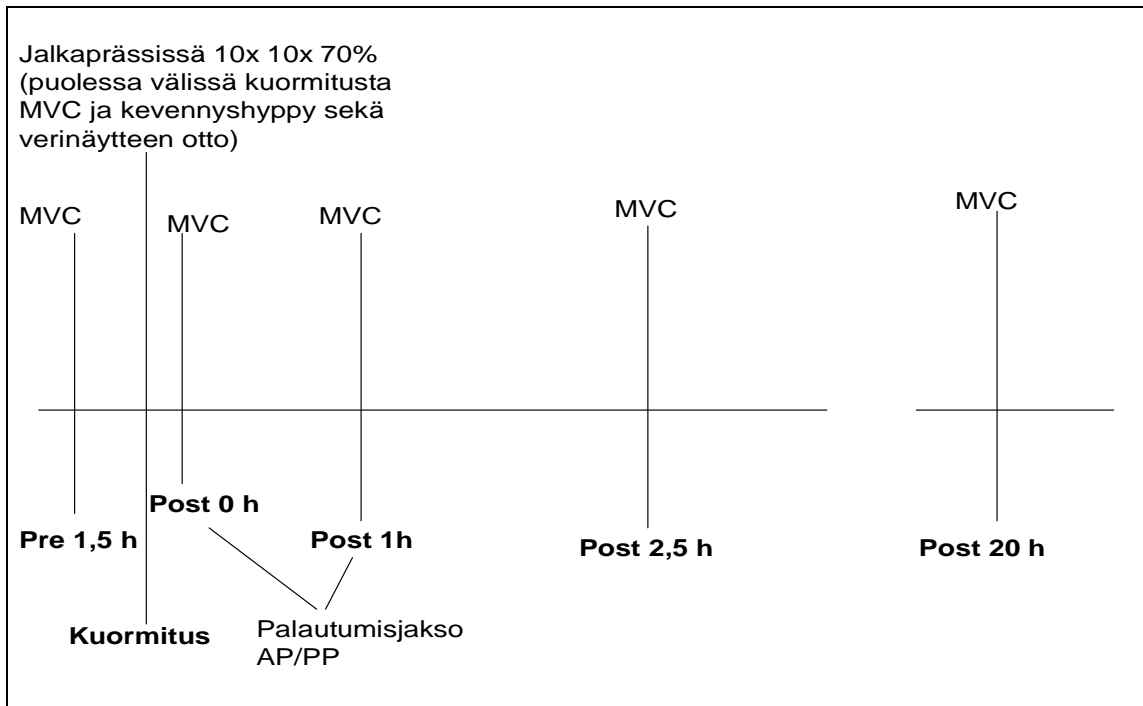 Jalkaprässissä 10x 10x 70%
(puolessa välissä kuormitusta
MVC ja kevennyshyppy sekä
verinäytteen otto)
MVC
MVC
MVC
MVC
MVC
Pre 1,5 h
Post 0 h
Post 1h
Post 2,5 h
Post 20 h
Kuormitus
Palautumisjakso
AP/PP